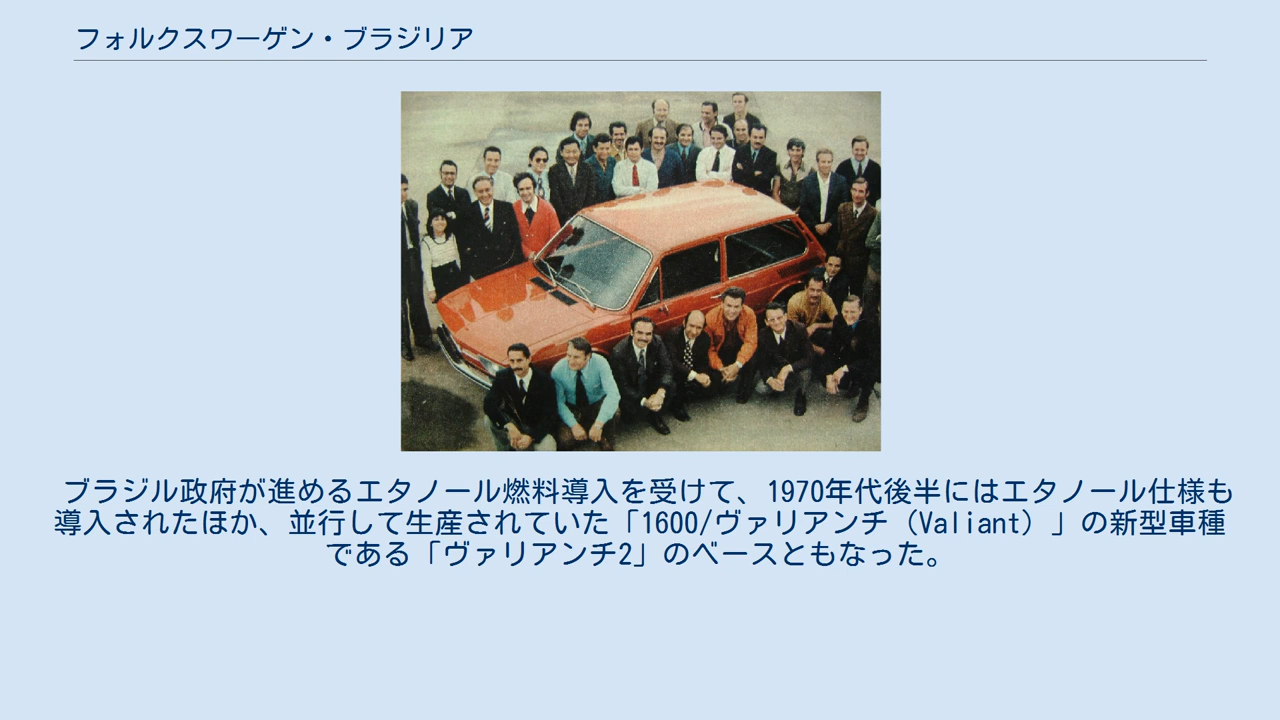 フォルクスワーゲン・ブラジリア
ブラジル政府が進めるエタノール燃料導入を受けて、1970年代後半にはエタノール仕様も
導入されたほか、並行して生産されていた「1600/ヴァリアンチ（Valiant）」の新型車種
である「ヴァリアンチ2」のベースともなった。